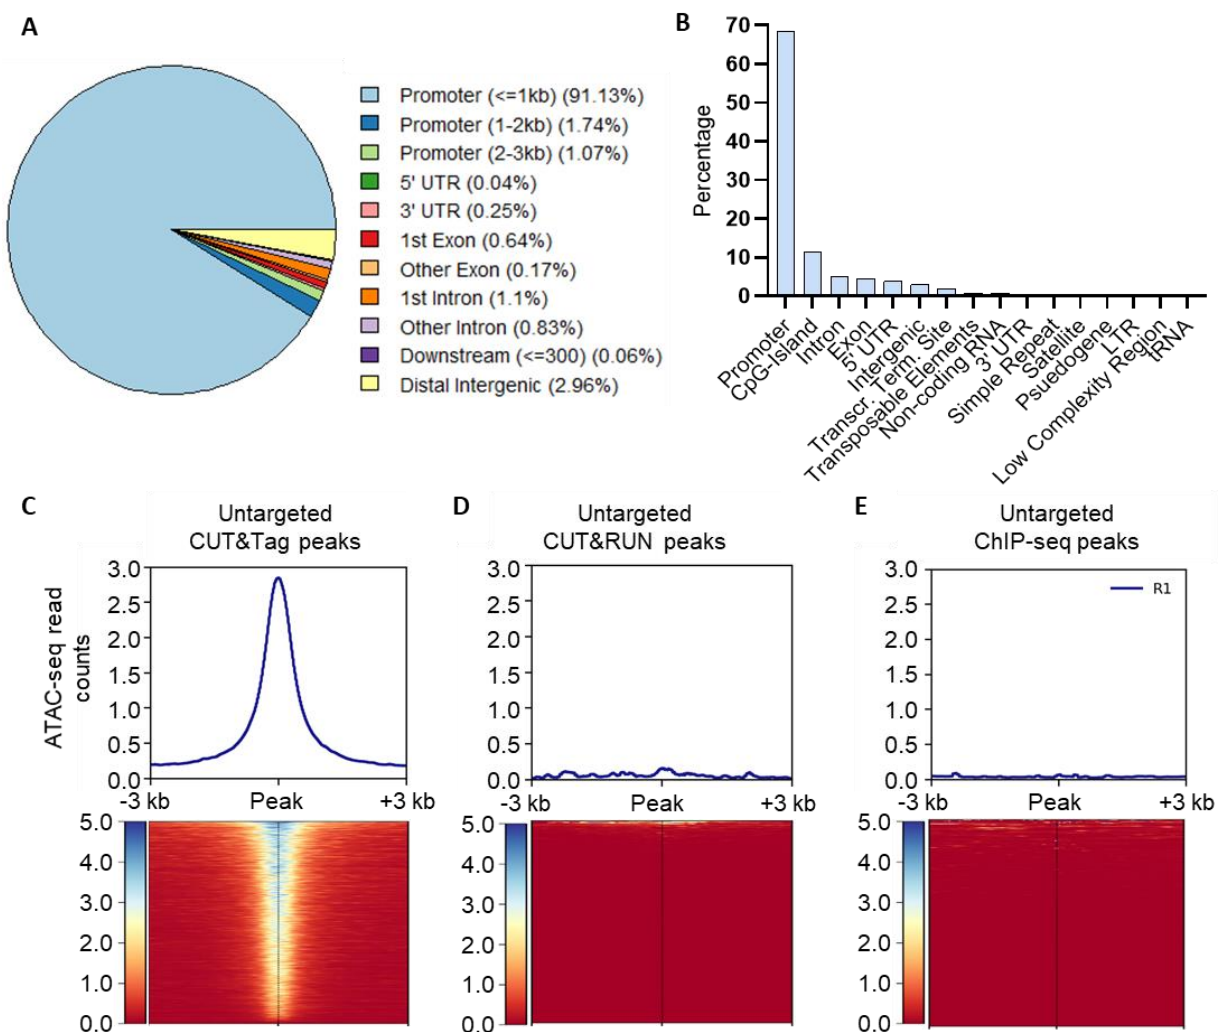 A
Promoter (<=1kb) (91.13%)
Promoter (1-2kb) (1.74%)
Promoter (2-3kb) (1.07%)
5' UTR (0.04%)
3' UTR (0.25%)
1st Exon (0.64%)
Other Exon (0.17%)
1st Intron (1.1%)
Other Intron (0.83%)
Downstream (<=300) (0.06%)
Distal Intergenic (2.96%)
B
Percentage
70
60
50
40
30
20
10
0
Promoter
CpG-Island
Intron
Exon
5' UTR
Intergenic
Transcr. Term. Site
Transposable Elements
Non-coding RNA
3' UTR
Simple Repeat
Satellite
Psuedogene
LTR
Low Complexity Region
tRNA
C
Untargeted
CUT&Tag peaks
ATAC-seq read
counts
3.0
2.5
2.0
1.5
1.0
0.5
0.0
-3 kb
Peak
+3 kb
5.0
4.0
3.0
2.0
1.0
0.0
D
Untargeted
CUT&RUN peaks
3.0
2.5
2.0
1.5
1.0
0.5
0.0
-3 kb
Peak
+3 kb
5.0
4.0
3.0
2.0
1.0
0.0
E
Untargeted
ChIP-seq peaks
R1
3.0
2.5
2.0
1.5
1.0
0.5
0.0
-3 kb
Peak
+3 kb
5.0
4.0
3.0
2.0
1.0
0.0